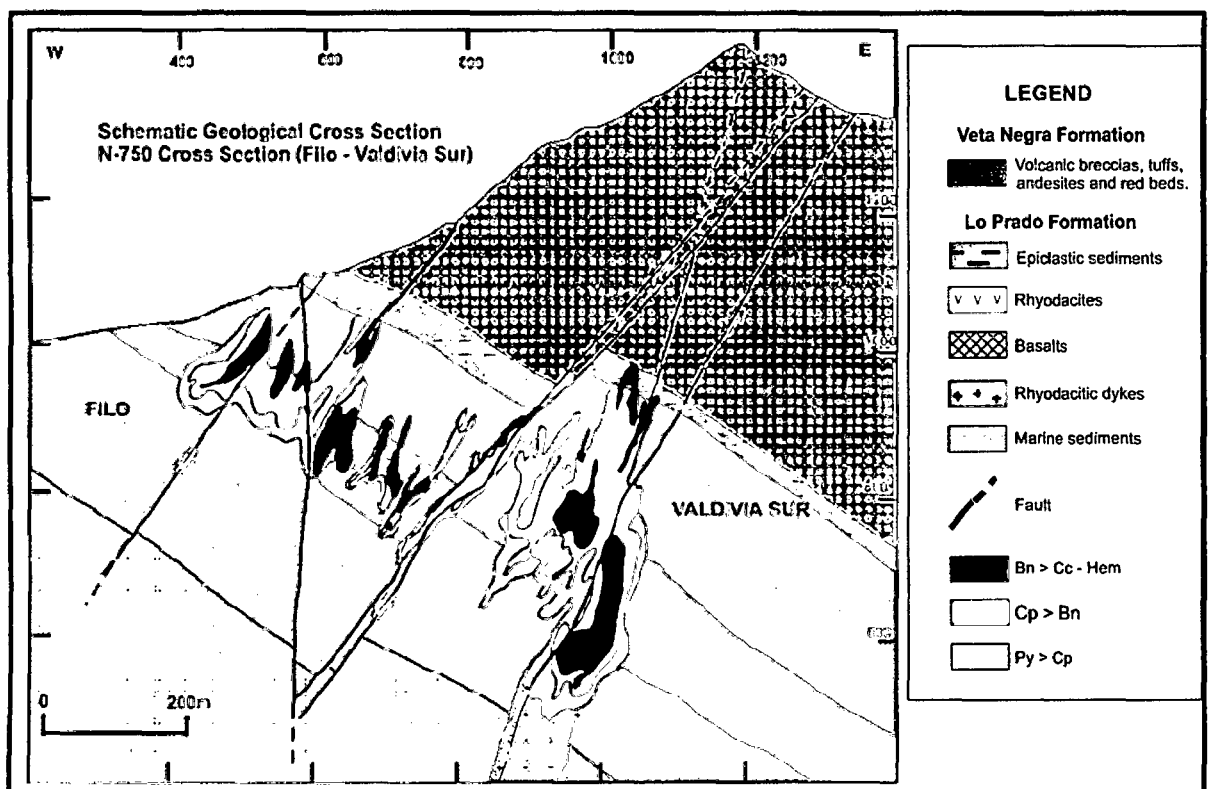 W
400
600
800
1000
E
Schematic Geological Cross Section
N-750 Cross Section (Filo - Valdivia Sur)
FILO
VALDIVIA SUR
0
200m
LEGEND
Veta Negra Formation
Volcanic breccias, tuffs,
andesites and red beds.
Lo Prado Formation
Epiclastic sediments
Rhyodacites
Basalts
Rhyodacitic dykes
Marine sediments
Fault
Bn > Cc - Hem
Cp > Bn
Py > Cp